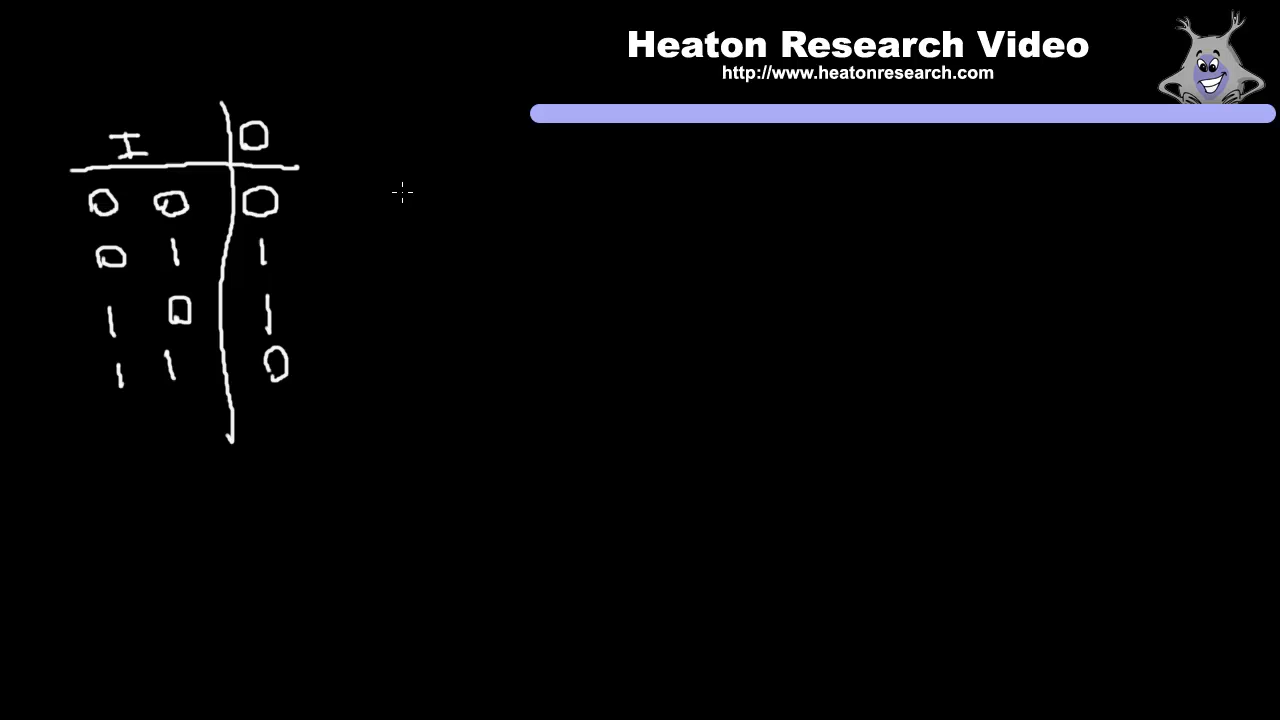 Heaton Research Video
http://www.heatonresearch.com
I O
0 0 0
0 1 1
1 0 1
1 1 0